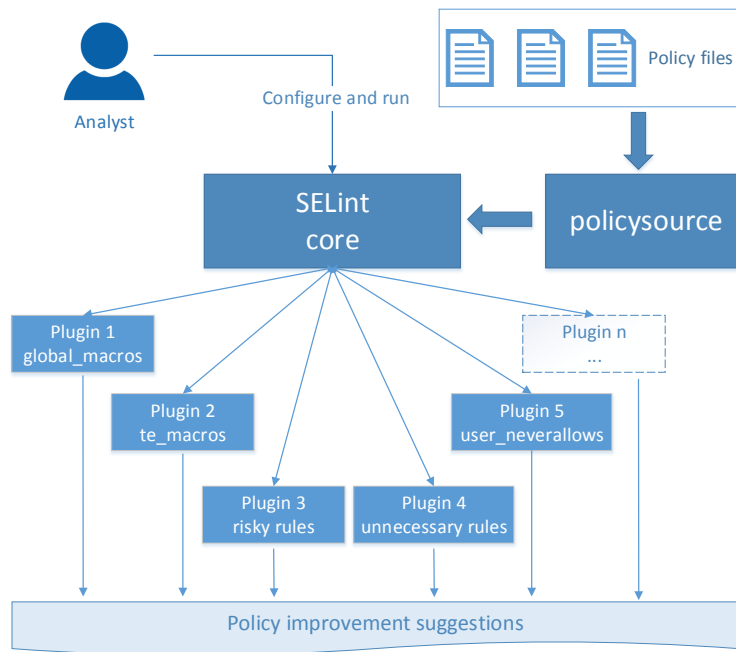 Policy files
Configure and run
Analyst
SELint
core
policysource
Plugin 1
global_macros
Plugin n
...
Plugin 2
te_macros
Plugin 5
user_neverallows
Plugin 3
risky rules
Plugin 4
unnecessary rules
Policy improvement suggestions